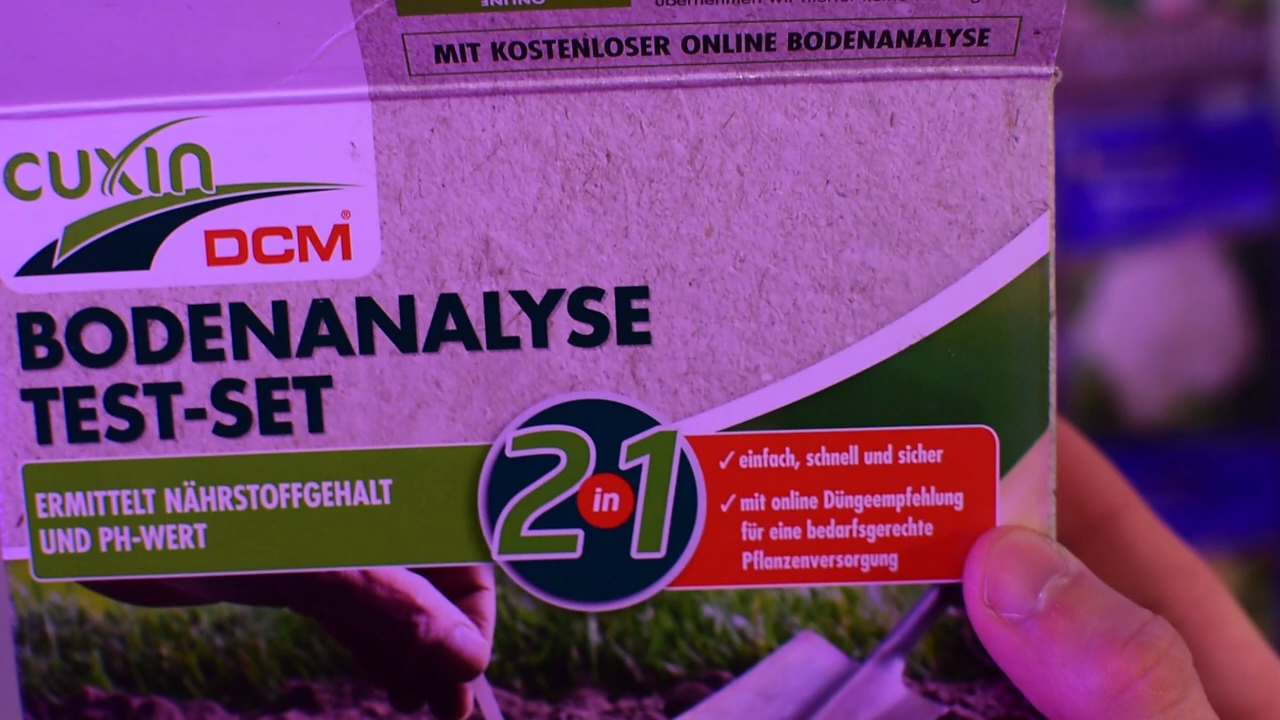 MIT KOSTENLOSER ONLINE BODENANALYSE
CUXIN
DCM®
BODENANALYSE
TEST-SET
ERMITTELT NÄHRSTOFFGEHALT
UND PH-WERT
2 in 1
✓ einfach, schnell und sicher
✓ mit online Düngeempfehlung
für eine bedarfsgerechte
Pflanzenversorgung